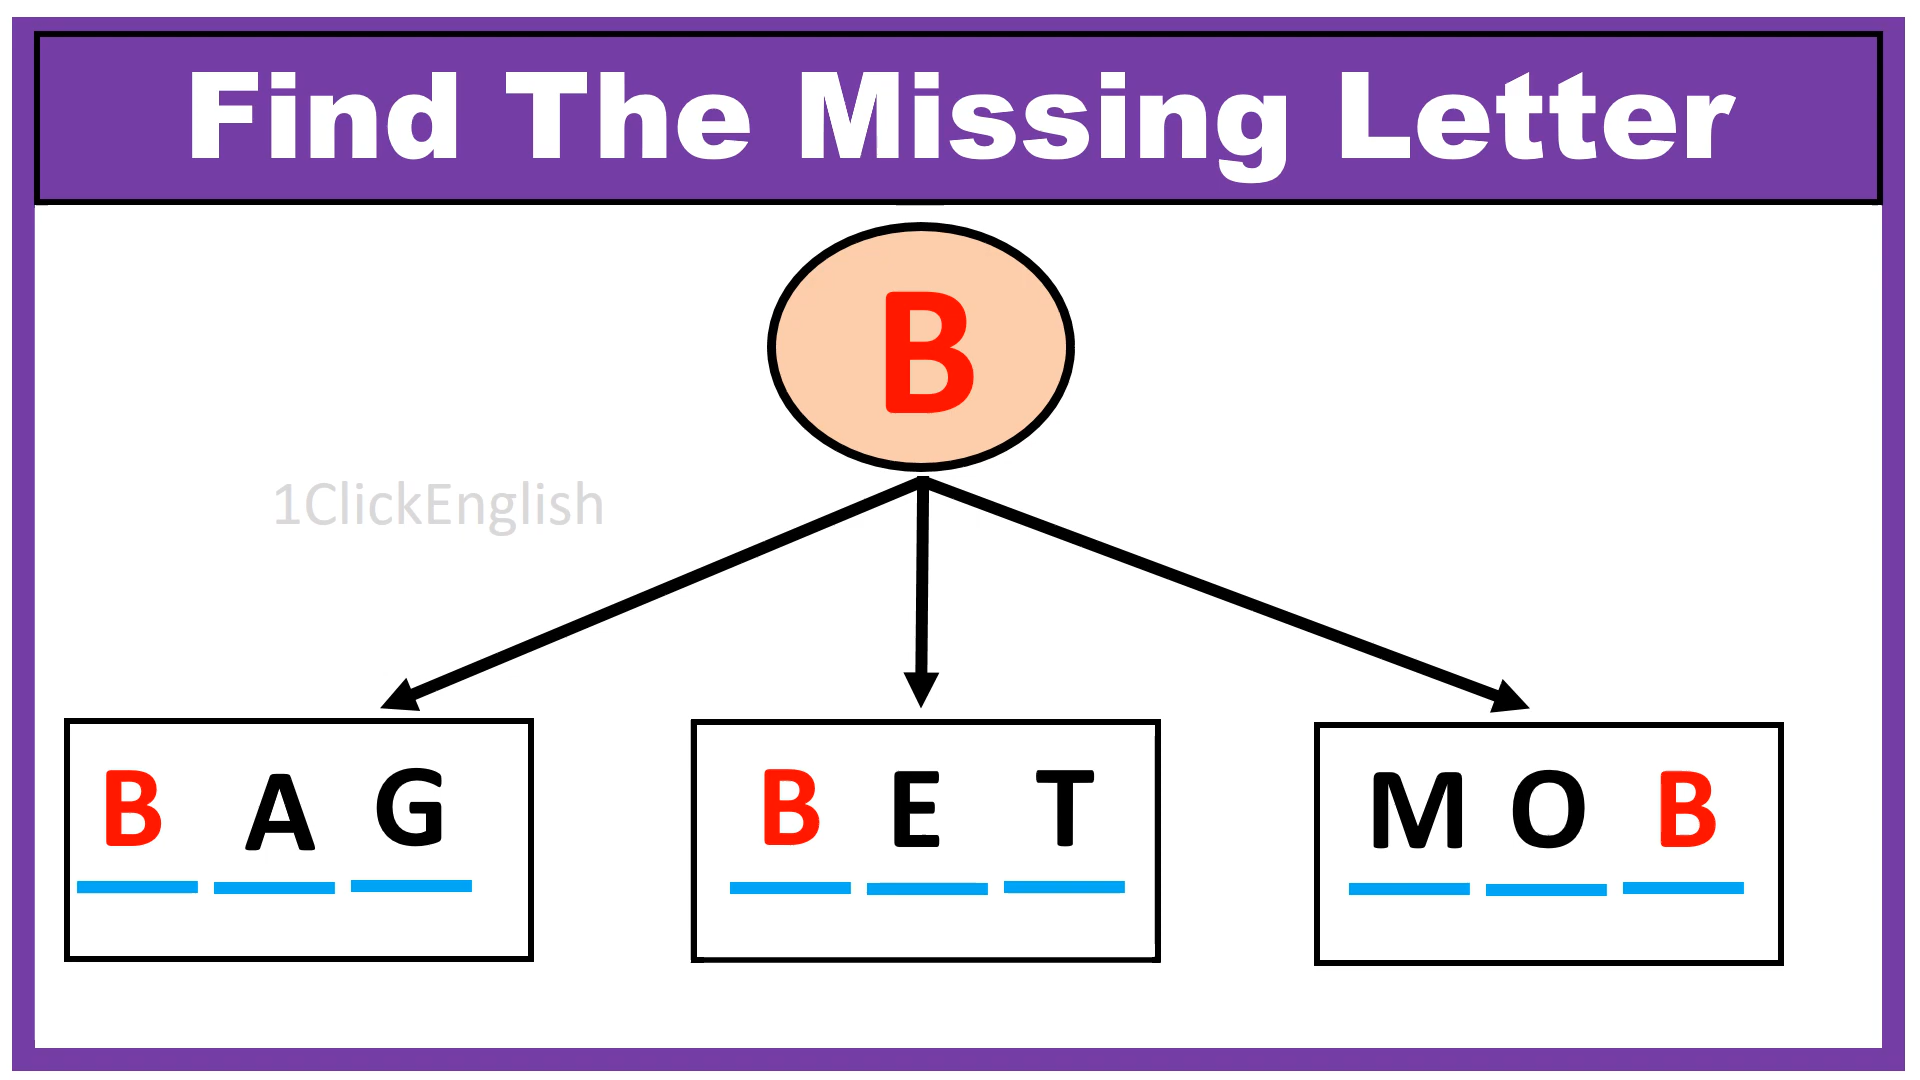 Find The Missing Letter
B
1ClickEnglish
B A G
B E T
M O B